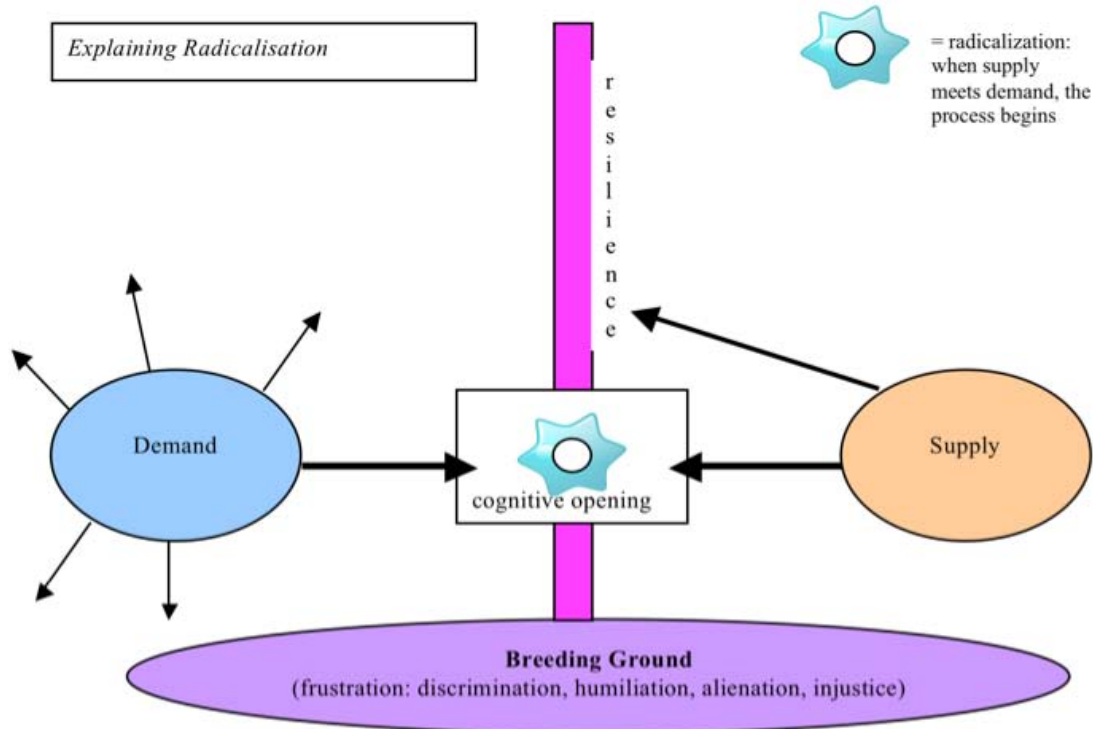 Explaining Radicalisation
= radicalization:
when supply
meets demand, the
process begins
resilience
Demand
cognitive opening
Supply
Breeding Ground
(frustration: discrimination, humiliation, alienation, injustice)